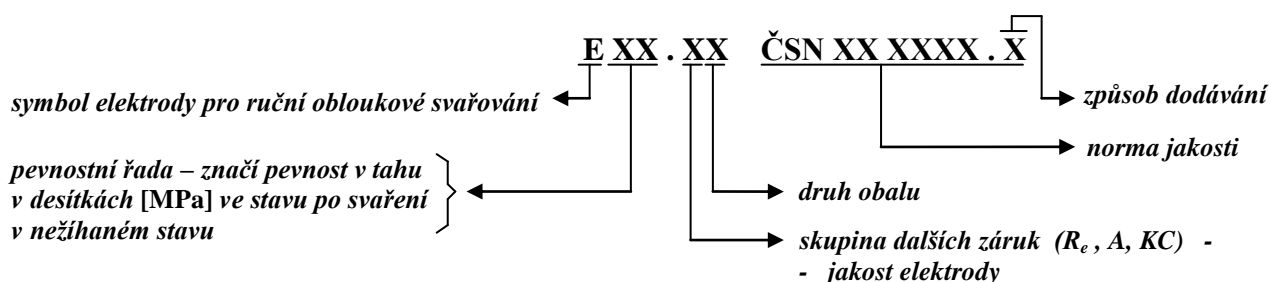 E XX . XX ČSN XX XXXX . X
symbol elektrody pro ruční obloukové svařování
způsob dodávání
norma jakosti
pevnostní řada – značí pevnost v tahu
v desítkách [MPa] ve stavu po svaření
v nežíhaném stavu
druh obalu
skupina dalších záruk (Re , A, KC) -
- jakost elektrody